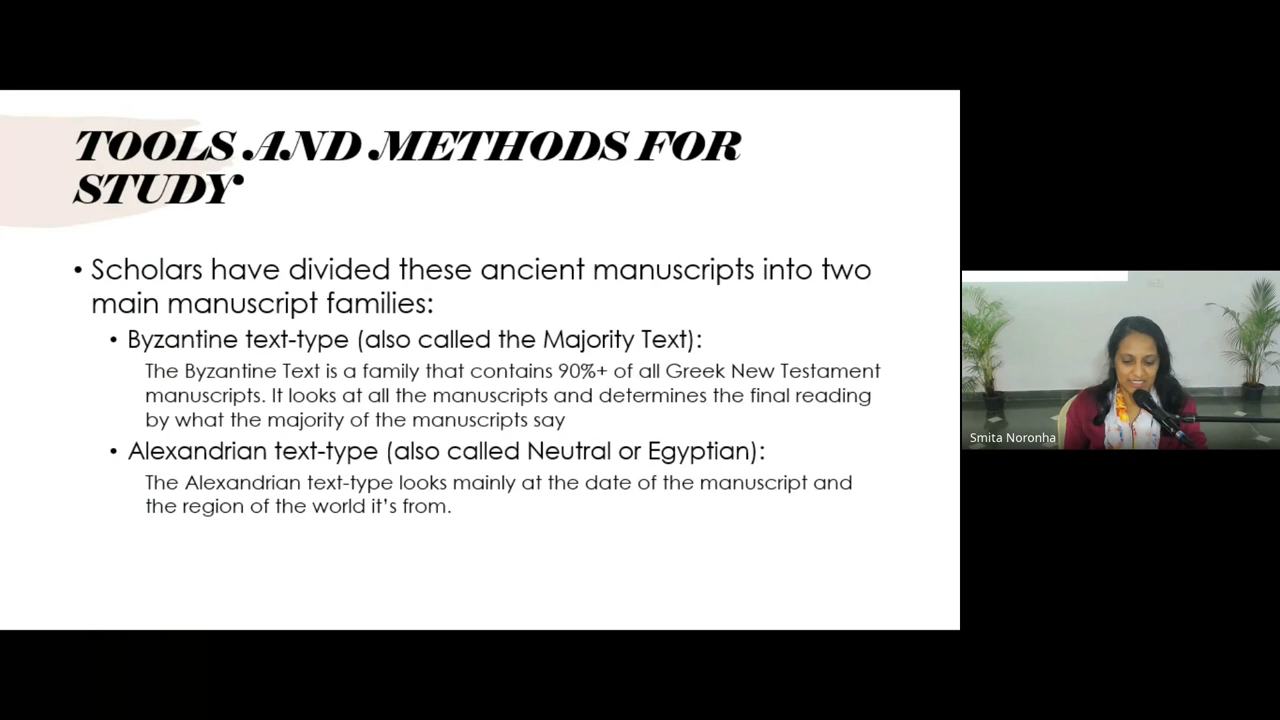 TOOLS AND METHODS FOR
STUDY
• Scholars have divided these ancient manuscripts into two
main manuscript families:
• Byzantine text-type (also called the Majority Text):
The Byzantine Text is a family that contains 90%+ of all Greek New Testament
manuscripts. It looks at all the manuscripts and determines the final reading
by what the majority of the manuscripts say
• Alexandrian text-type (also called Neutral or Egyptian):
The Alexandrian text-type looks mainly at the date of the manuscript and
the region of the world it's from.
Smita Noronha